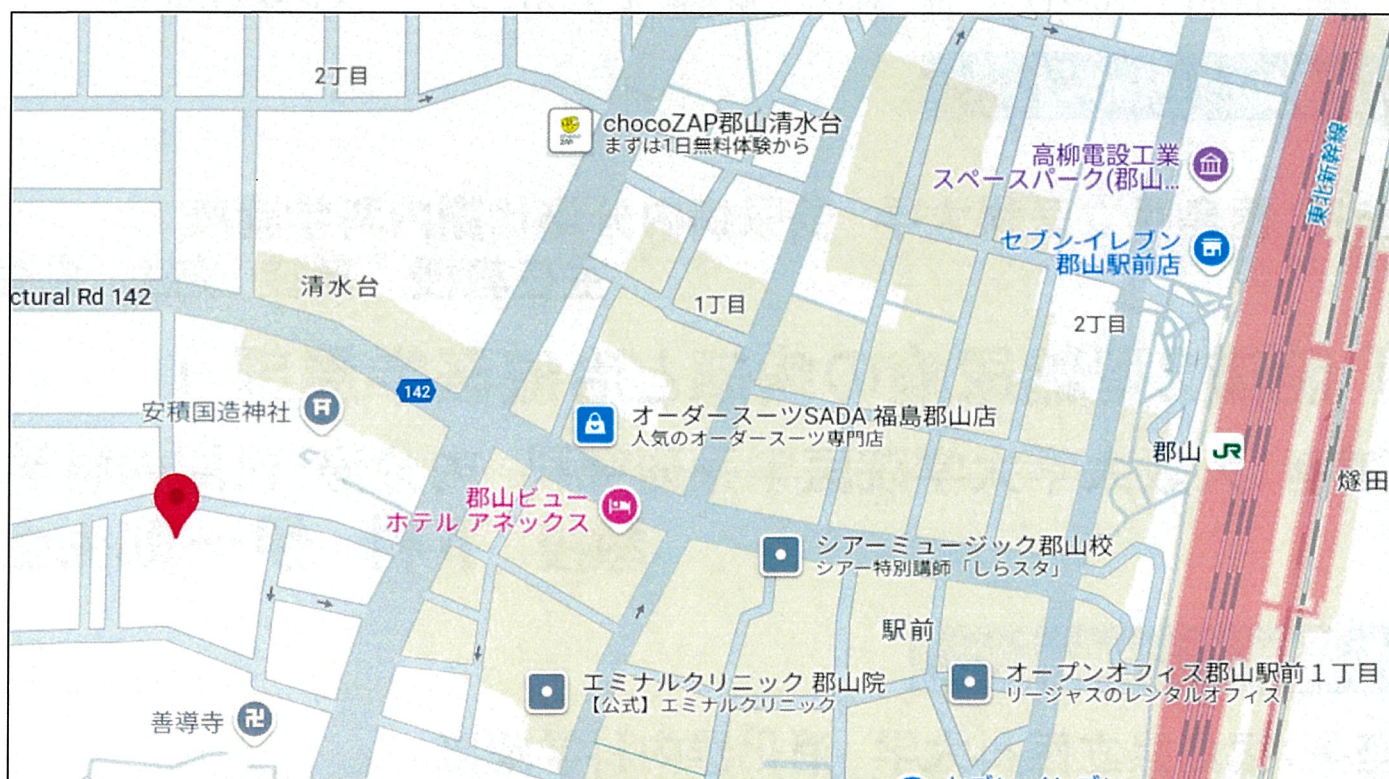 2丁目
chocoZAP郡山清水台
まずは1日無料体験から
高柳電設工業
スペースパーク(郡山...
東北新幹線
セブン-イレブン
郡山駅前店
清水台
ctural Rd 142
1丁目
2丁目
142
安積国造神社
オーダースーツSADA 福島郡山店
人気のオーダースーツ専門店
郡山 JR
燧田
郡山ビュー
ホテル アネックス
シアーミュージック郡山校
シアー特別講師「しらスタ」
駅前
エミナルクリニック 郡山院
【公式】エミナルクリニック
オープンオフィス郡山駅前１丁目
リージャスのレンタルオフィス
善導寺